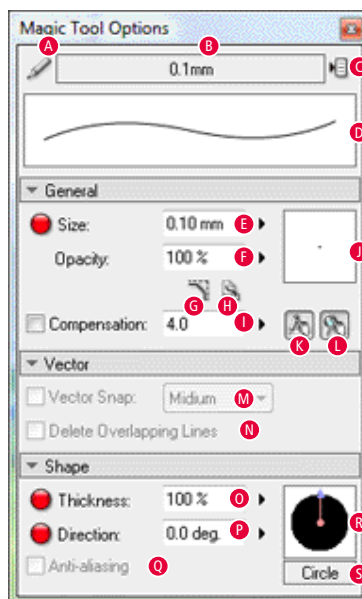 Magic Tool Options
A
B
0.1mm
C
D
General
Size: 0.10 mm E
Opacity: 100 % F
J
G H
Compensation: 4.0 I
K L
Vector
Vector Snap: Midium M
Delete Overlapping Lines N
Shape
Thickness: 100 % O
Direction: 0.0 deg. P
R
Anti-aliasing Q
Circle S